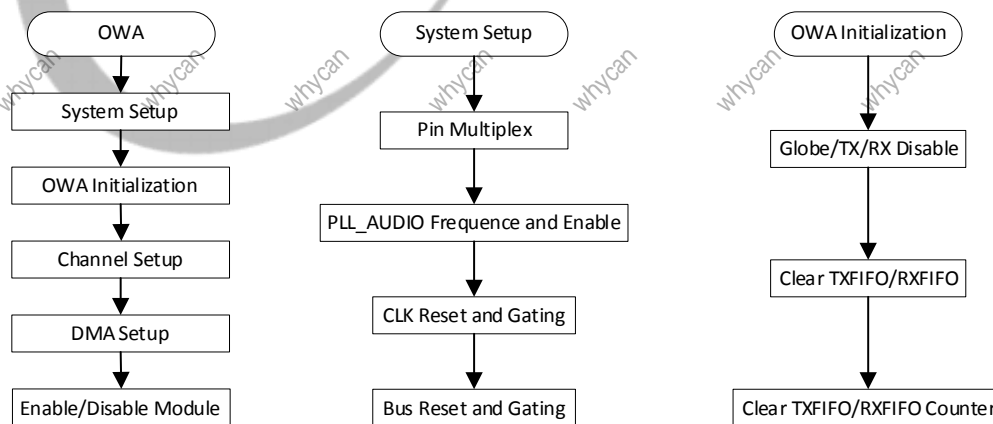 OWA
System Setup
OWA Initialization
Channel Setup
DMA Setup
Enable/Disable Module
System Setup
Pin Multiplex
PLL_AUDIO Frequence and Enable
CLK Reset and Gating
Bus Reset and Gating
OWA Initialization
Globe/TX/RX Disable
Clear TXFIFO/RXFIFO
Clear TXFIFO/RXFIFO Counter
whycan
whycan
whycan
whycan
whycan
whycan
whycan